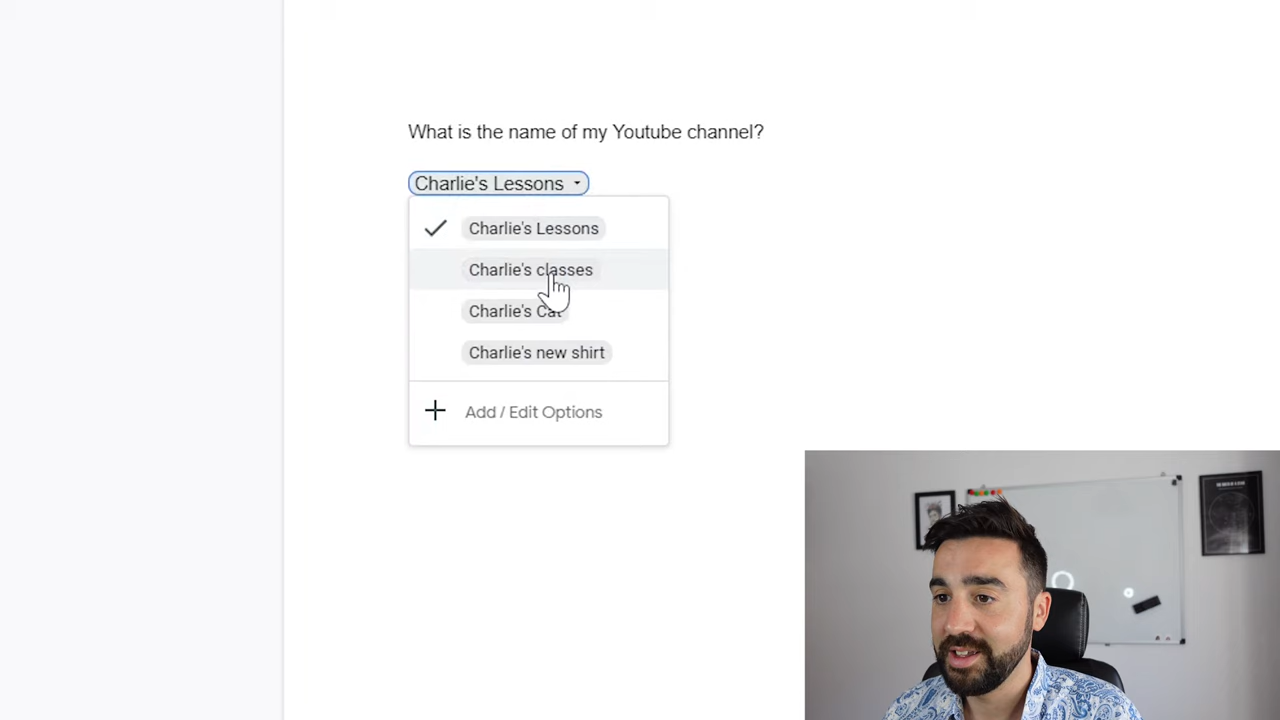 What is the name of my Youtube channel?
Charlie's Lessons
Charlie's Lessons
Charlie's classes
Charlie's Cat
Charlie's new shirt
Add / Edit Options